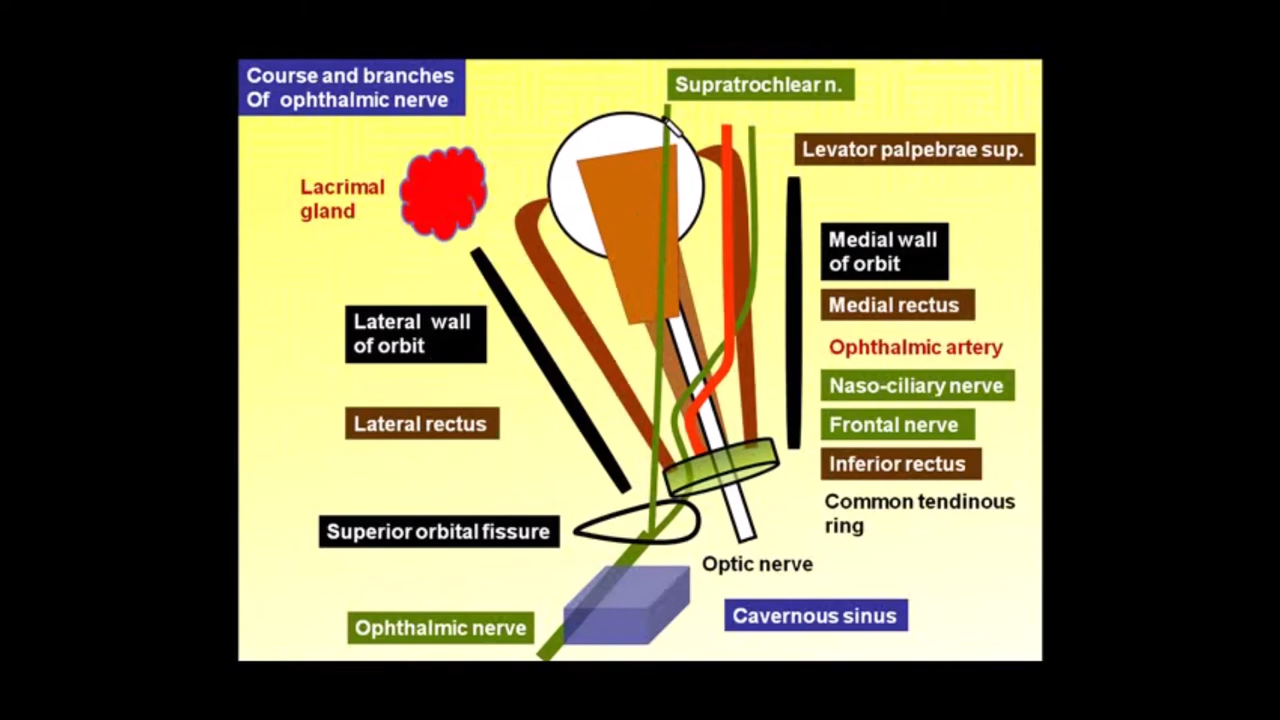 Course and branches
Of ophthalmic nerve
Supratrochlear n.
Levator palpebrae sup.
Lacrimal
gland
Medial wall
of orbit
Medial rectus
Lateral wall
of orbit
Ophthalmic artery
Naso-ciliary nerve
Lateral rectus
Frontal nerve
Inferior rectus
Common tendinous
ring
Superior orbital fissure
Optic nerve
Cavernous sinus
Ophthalmic nerve